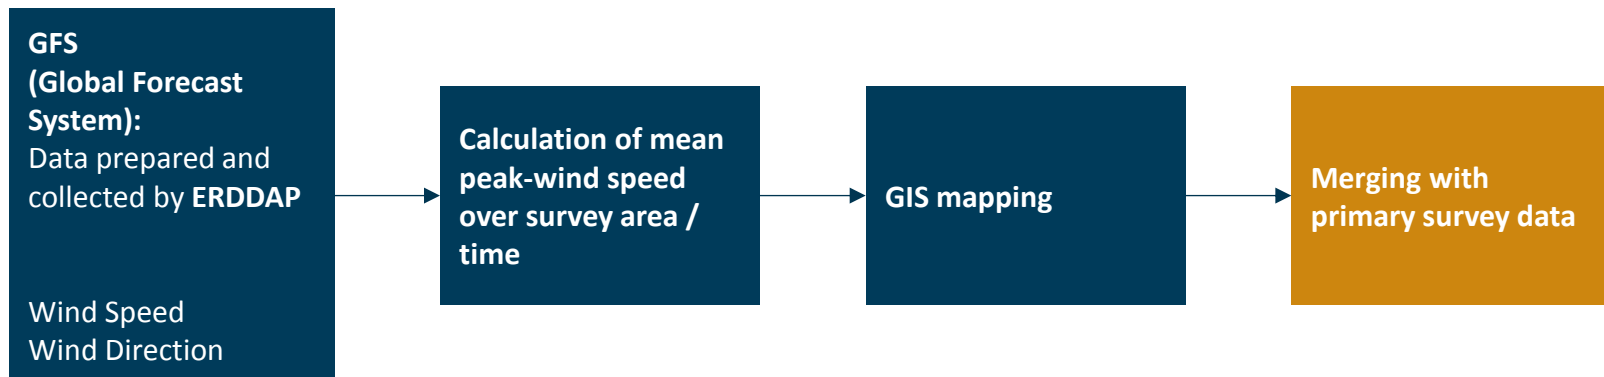 GFS
(Global Forecast
System):
Data prepared and
collected by ERDDAP
Wind Speed
Wind Direction
Calculation of mean
peak-wind speed
over survey area /
time
GIS mapping
Merging with
primary survey data